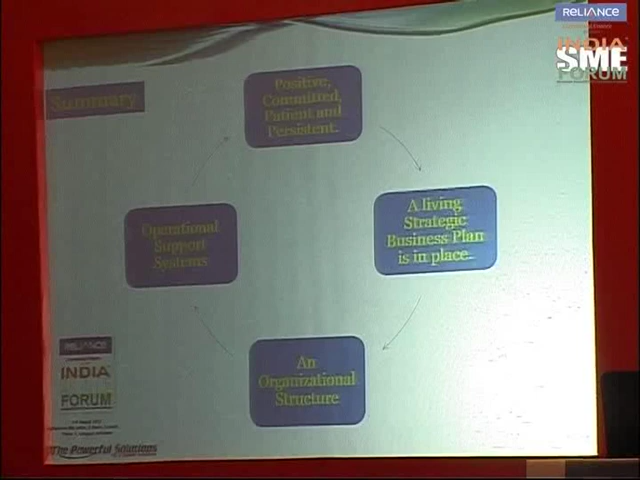 RELIANCE
INDIA
SME
FORUM
Summary
Positive,
Committed,
Patient and
Persistent.
Operational
Support
Systems
A living
Strategic
Business Plan
is in place.
An
Organizational
Structure
RELIANCE
INDIA
FORUM
The Powerful Solutions